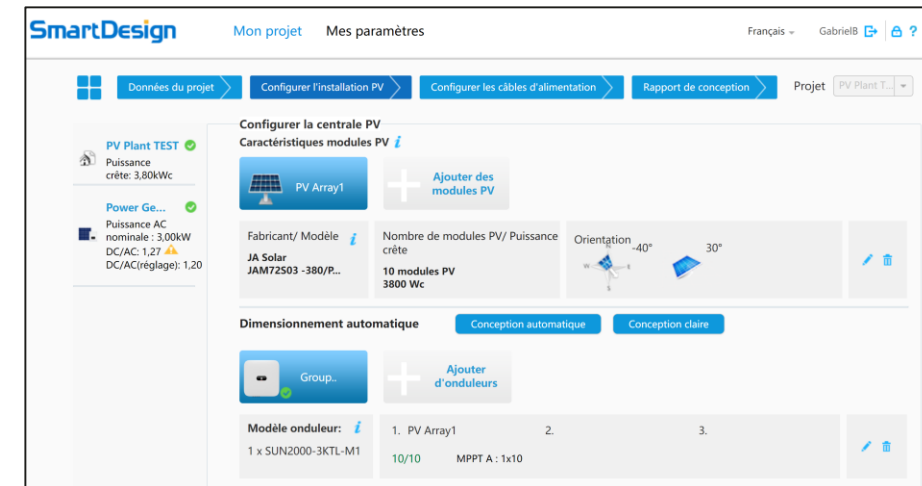 SmartDesign Mon projet Mes paramètres Français GabrielB ?
Données du projet Configurer l'installation PV Configurer les câbles d'alimentation Rapport de conception Projet PV Plant T...
PV Plant TEST
Puissance
crête: 3,80kWc
Power Ge...
Puissance AC
nominale : 3,00kW
DC/AC: 1,27
DC/AC(réglage): 1,20
Configurer la centrale PV
Caractéristiques modules PV i
PV Array1
Ajouter des
modules PV
Fabricant/ Modèle i
JA Solar
JAM72S03 -380/P...
Nombre de modules PV/ Puissance
crête
10 modules PV
3800 Wc
Orientation
-40°
N
W E
S
30°
Dimensionnement automatique Conception automatique Conception claire
Group..
Ajouter
d'onduleurs
Modèle onduleur: i
1 x SUN2000-3KTL-M1
1. PV Array1 2. 3.
10/10 MPPT A : 1x10